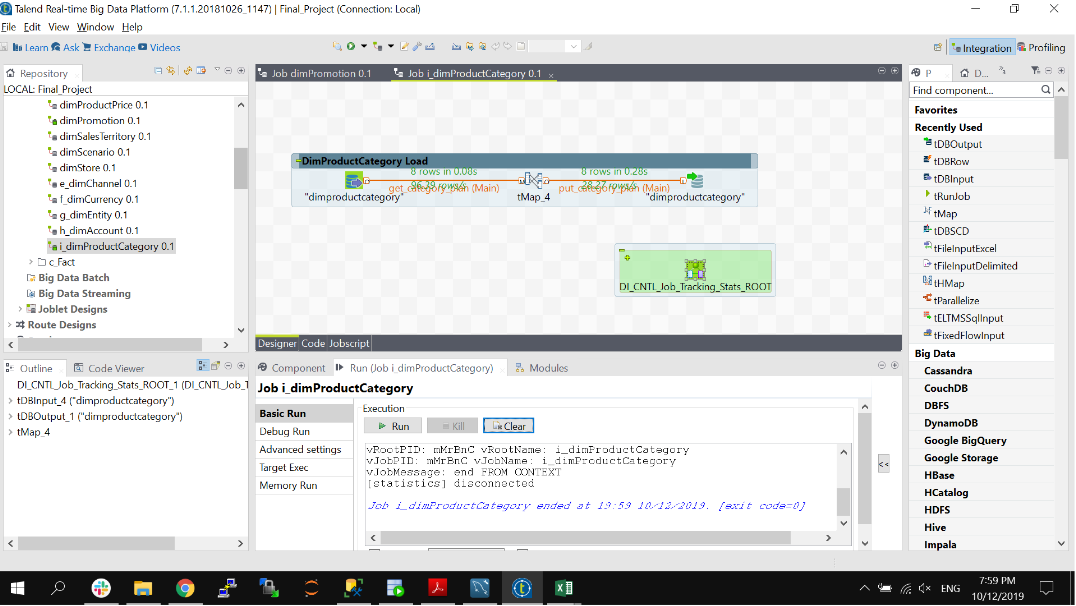 Talend Real-time Big Data Platform (7.1.1.20181026_1147) | Final_Project (Connection: Local)
File Edit View Window Help
Learn Ask Exchange Videos
Integration Profiling
Repository
LOCAL: Final_Project
dimProductPrice 0.1
dimPromotion 0.1
dimSalesTerritory 0.1
dimScenario 0.1
dimStore 0.1
e_dimChannel 0.1
f_dimCurrency 0.1
g_dimEntity 0.1
h_dimAccount 0.1
i_dimProductCategory 0.1
c_Fact
Big Data Batch
Big Data Streaming
Joblet Designs
Route Designs
Outline Code Viewer
DI_CNTL_Job_Tracking_Stats_ROOT_1 (DI_CNTL_Job_T
tDBInput_4 ("dimproductcategory")
tDBOutput_1 ("dimproductcategory")
tMap_4
Job dimPromotion 0.1 Job i_dimProductCategory 0.1
DimProductCategory Load
8 rows in 0.08s 8 rows in 0.28s
96.39 rows/s 28.27 rows/s
get_category_plan (Main) put_category_plan (Main)
"dimproductcategory" tMap_4 "dimproductcategory"
DI_CNTL_Job_Tracking_Stats_ROOT
Designer Code Jobscript
Component Run (Job i_dimProductCategory) Modules
Job i_dimProductCategory
Basic Run
Debug Run
Advanced settings
Target Exec
Memory Run
Execution
Run Kill Clear
vRootPID: mMrBnC vRootName: i_dimProductCategory
vJobPID: mMrBnC vJobName: i_dimProductCategory
vJobMessage: end FROM CONTEXT
[statistics] disconnected
Job i_dimProductCategory ended at 19:59 10/12/2019. [exit code=0]
<<
P D...
Find component...
Favorites
Recently Used
tDBOutput
tDBRow
tDBInput
tRunJob
tMap
tDBSCD
tFileInputExcel
tFileInputDelimited
tHMap
tParallelize
tELTMSSqlInput
tFixedFlowInput
Big Data
Cassandra
CouchDB
DBFS
DynamoDB
Google BigQuery
Google Storage
HBase
HCatalog
HDFS
Hive
Impala
ENG
7:59 PM
10/12/2019